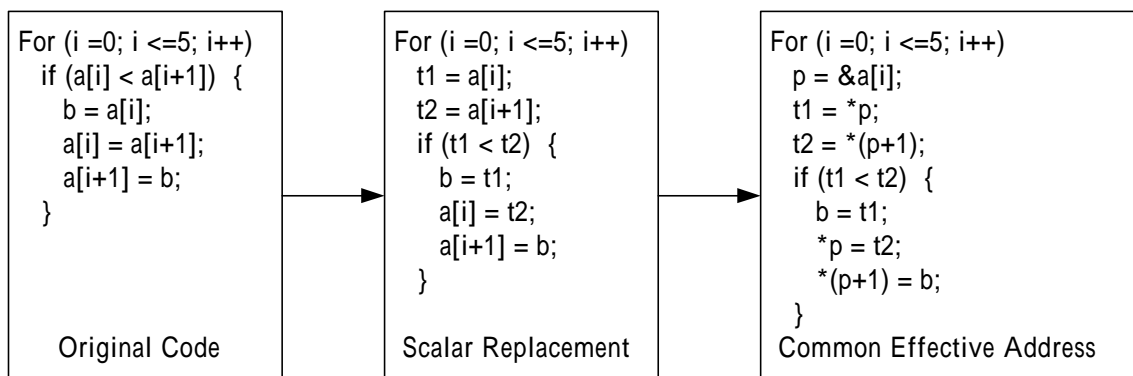 For (i =0; i <=5; i++)
if (a[i] < a[i+1]) {
b = a[i];
a[i] = a[i+1];
a[i+1] = b;
}
Original Code
For (i =0; i <=5; i++)
t1 = a[i];
t2 = a[i+1];
if (t1 < t2) {
b = t1;
a[i] = t2;
a[i+1] = b;
}
Scalar Replacement
For (i =0; i <=5; i++)
p = &a[i];
t1 = *p;
t2 = *(p+1);
if (t1 < t2) {
b = t1;
*p = t2;
*(p+1) = b;
}
Common Effective Address